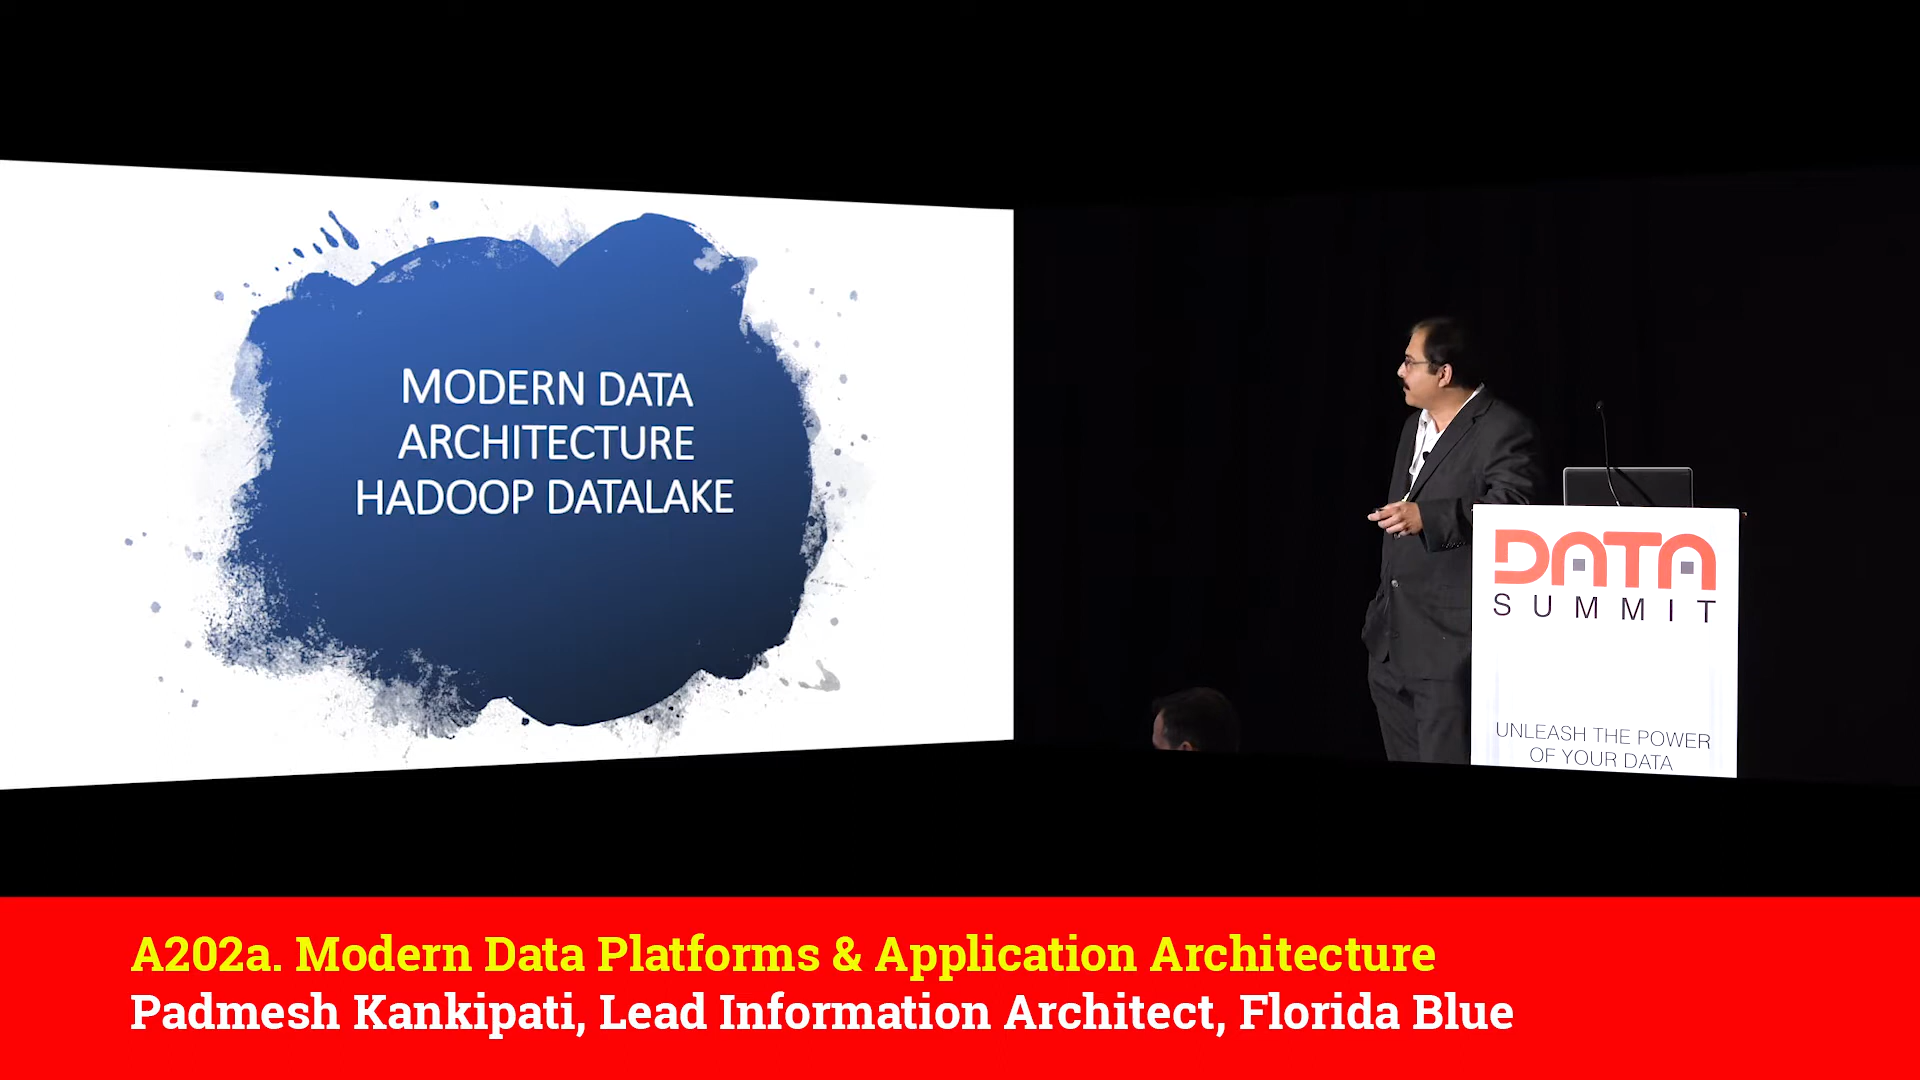 MODERN DATA
ARCHITECTURE
HADOOP DATALAKE
DATA
SUMMIT
UNLEASH THE POWER
OF YOUR DATA
A202a. Modern Data Platforms & Application Architecture
Padmesh Kankipati, Lead Information Architect, Florida Blue